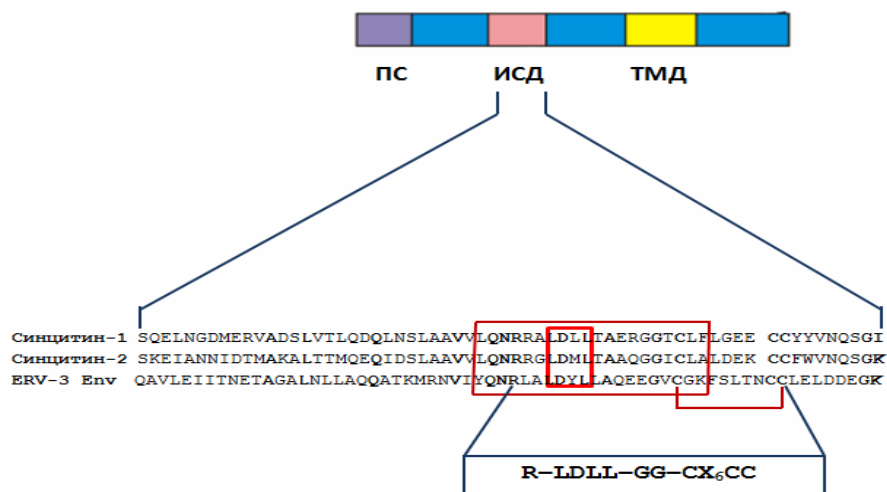 ПС ИСД ТМД
Синцитин-1 SQELNGDMERVADSLVTLQDQLNSLAAVVLQNRRALDLLTAERGGTCLFLGEE CCYYVNQSGI
Синцитин-2 SKEIANNIDTMAKALTTMQEQIDSLAAVVLQNRRGLDMLTAAQGGICLALDEK CCFWVNQSGK
ERV-3 Env QAVLEIITNETAGALNLLAQQATKMRNVIYQNRLALDYLLAQEEGVCGKFSLTNCCLELDDEGK
R-LDLL-GG-CX₆CC